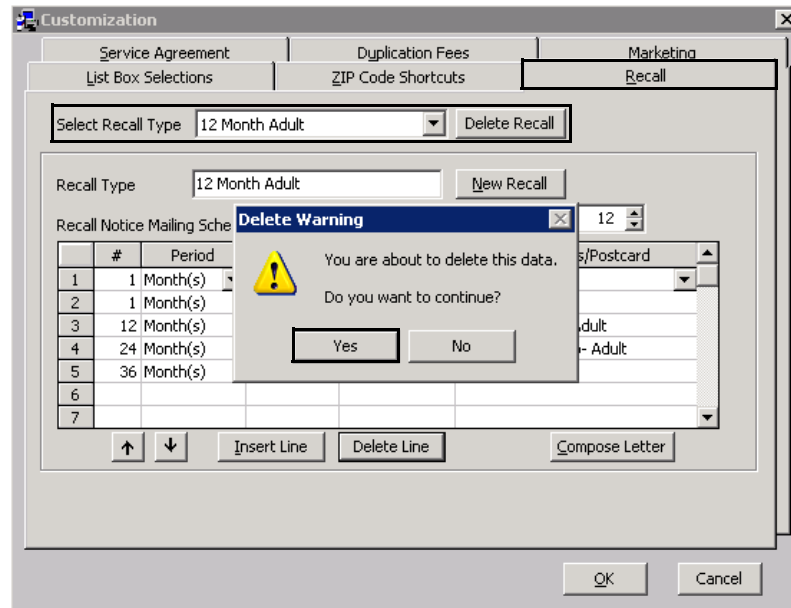 Customization
Service Agreement Duplication Fees Marketing
List Box Selections ZIP Code Shortcuts Recall
Select Recall Type 12 Month Adult Delete Recall
Recall Type 12 Month Adult New Recall
Recall Notice Mailing Sche 12
Delete Warning
You are about to delete this data.
Do you want to continue?
Yes No
# Period s/Postcard
1 1 Month(s)
2 1 Month(s)
3 12 Month(s) Adult
4 24 Month(s) - Adult
5 36 Month(s)
6
7
Insert Line Delete Line Compose Letter
OK Cancel